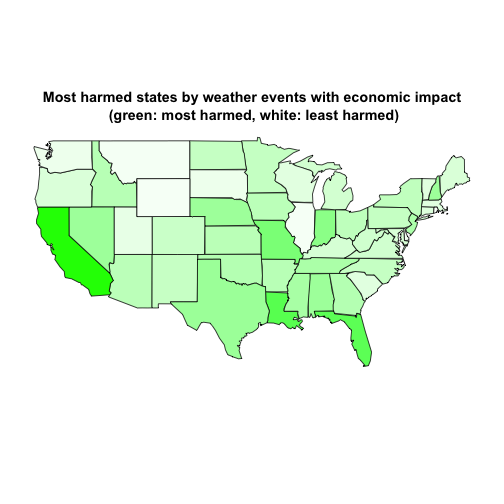 Most harmed states by weather events with economic impact
(green: most harmed, white: least harmed)